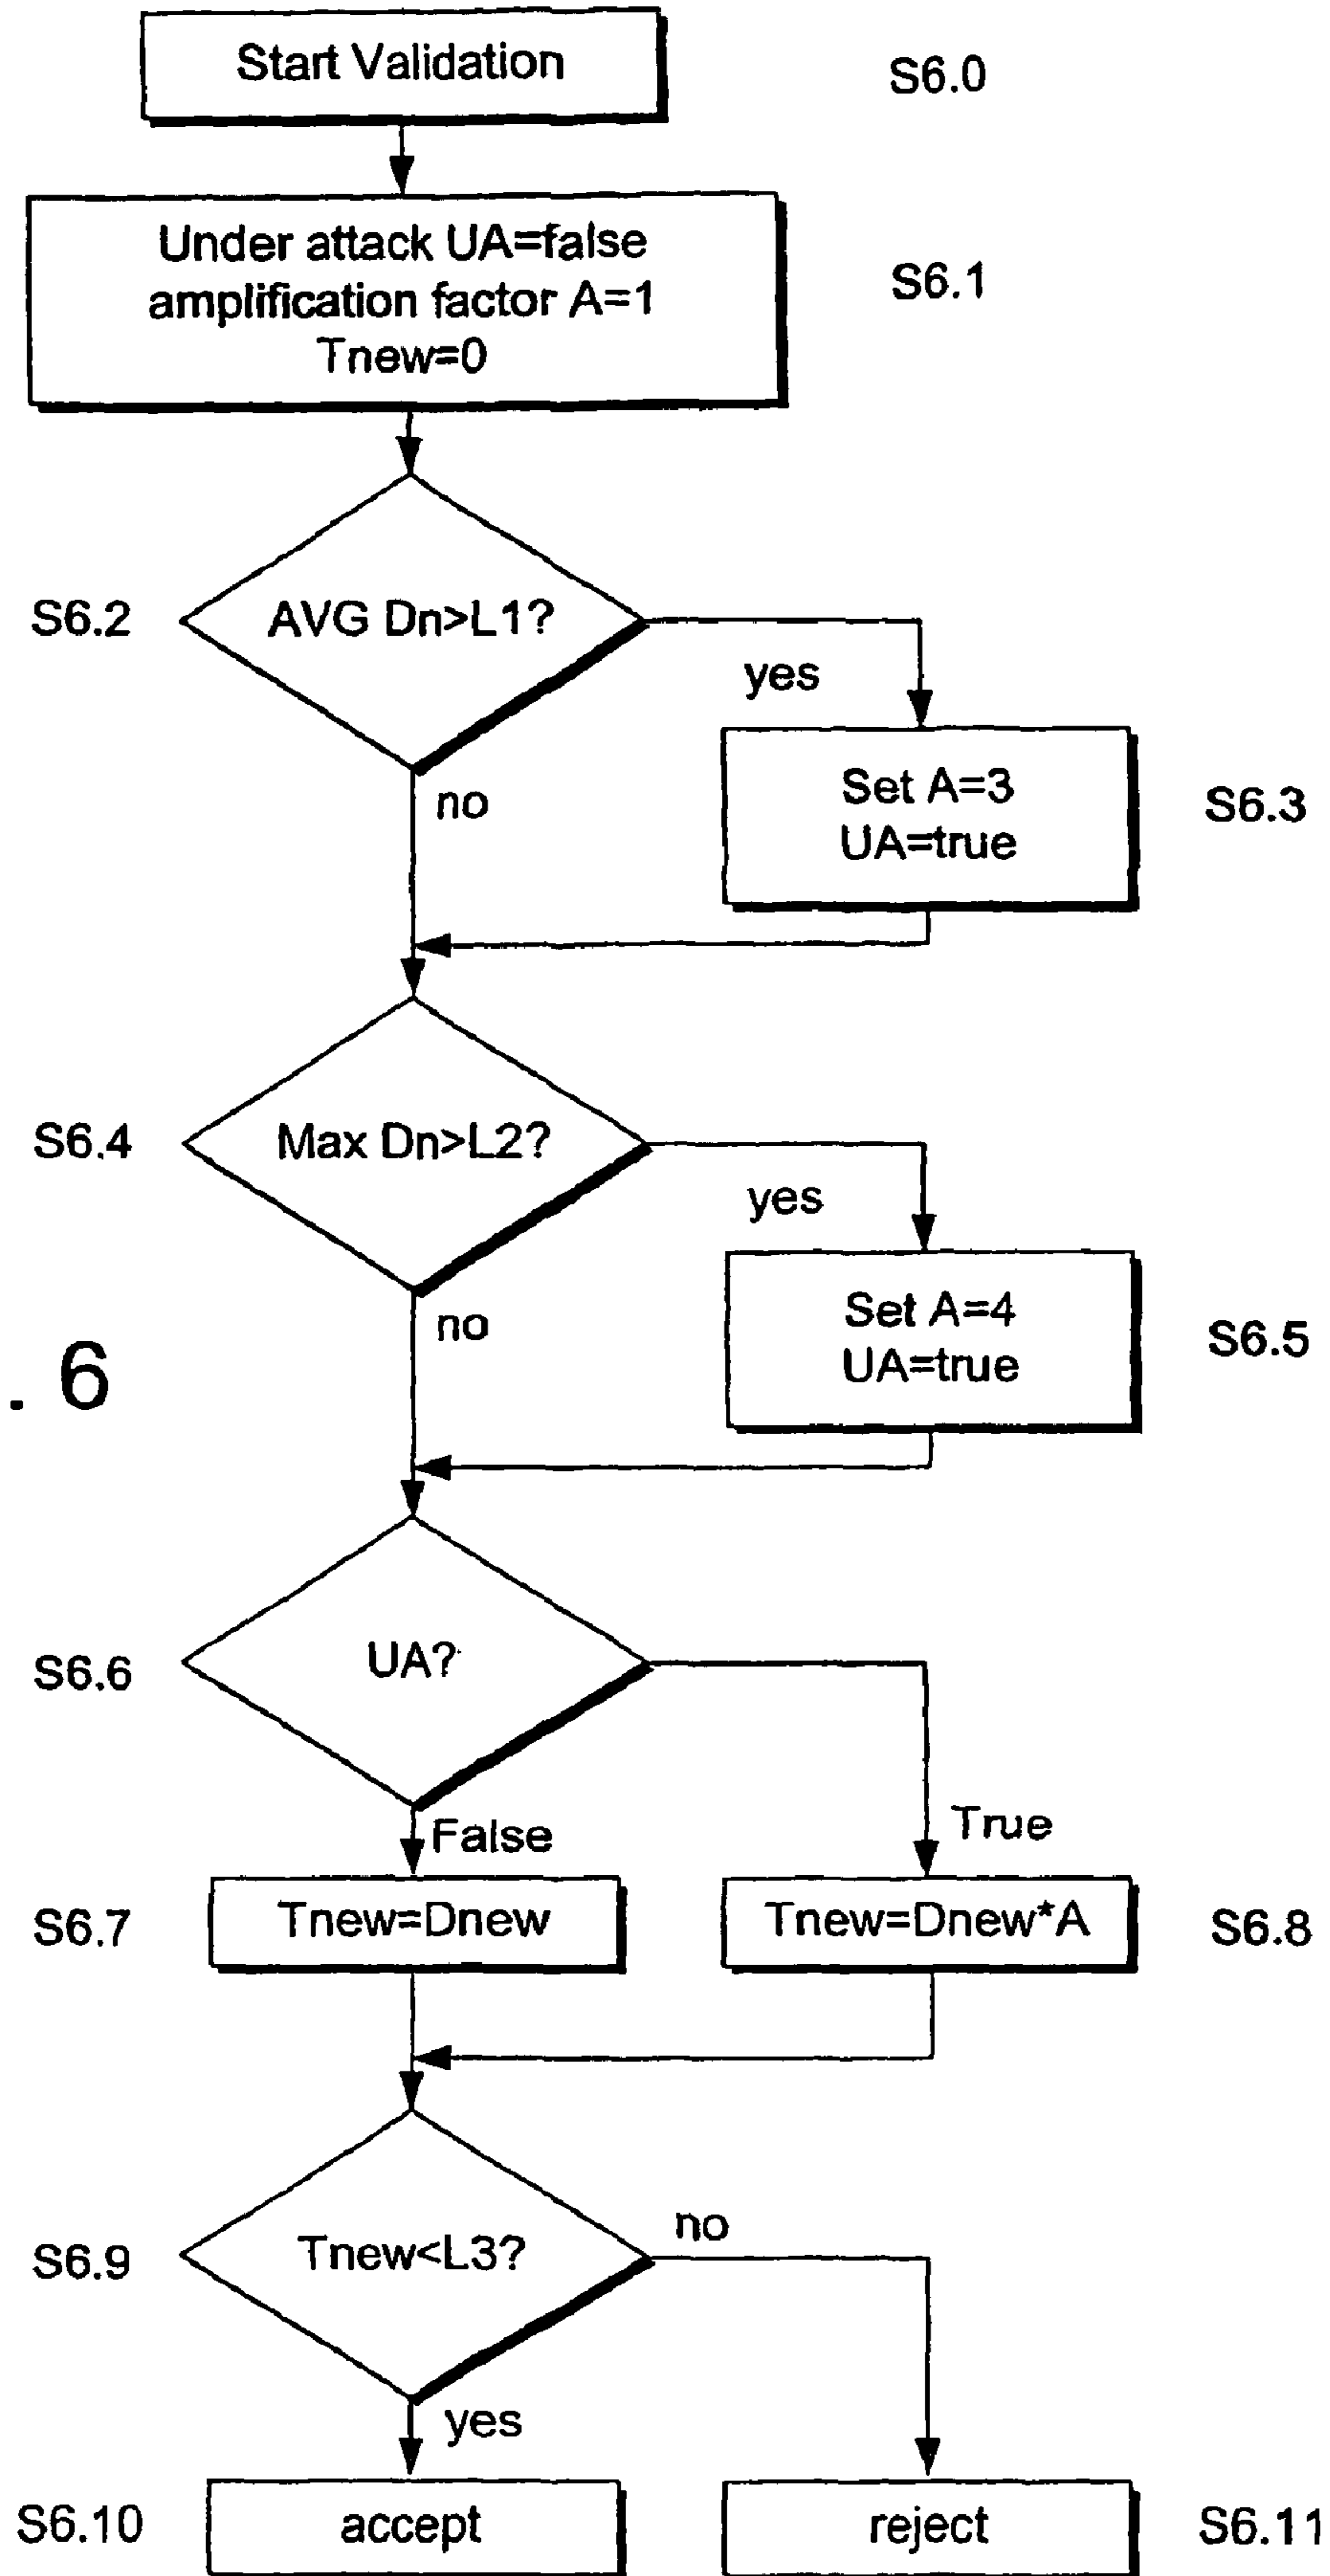 Start Validation
S6.0
Under attack UA=false
amplification factor A=1
Tnew=0
S6.1
S6.2
AVG Dn>L1?
yes
no
Set A=3
UA=true
S6.3
S6.4
Max Dn>L2?
yes
no
Set A=4
UA=true
S6.5
. 6
S6.6
UA?
False
True
S6.7
Tnew=Dnew
Tnew=Dnew*A
S6.8
S6.9
Tnew<L3?
no
yes
S6.10
accept
reject
S6.11